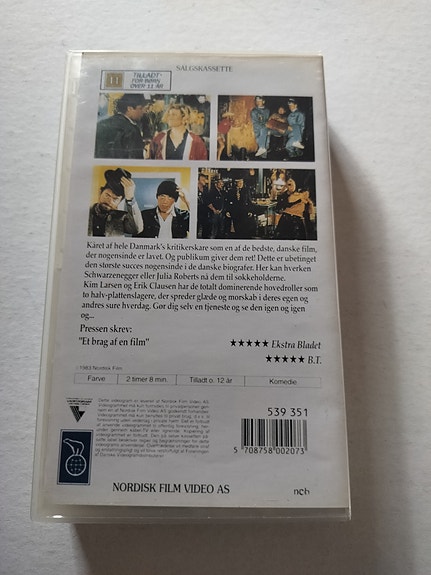 SALGSKASSETTE
11
TILLADT
FOR BØRN
OVER 11 ÅR
Kåret af hele Danmark's kritikerskare som en af de bedste, danske film,
der nogensinde er lavet. Og publikum giver dem ret! Dette er ubetinget
den største succes nogensinde i de danske biografer. Her kan hverken
Schwarzenegger eller Julia Roberts nå dem til sokkeholderne.
Kim Larsen og Erik Clausen har de totalt dominerende hovedroller som
to halv-plattenslagere, der spreder glæde og morskab i deres egen og
andres sure hverdag. Gør dig selv en tjeneste og se den igen og igen
og...
Pressen skrev:
"Et brag af en film"
★★★★★ Ekstra Bladet
★★★★★ B.T.
1983 Nordisk Film
Farve
2 timer 8 min.
Tilladt o. 12 år
Komedie
539 351
5 708758 002073
NORDISK FILM VIDEO AS
ncb